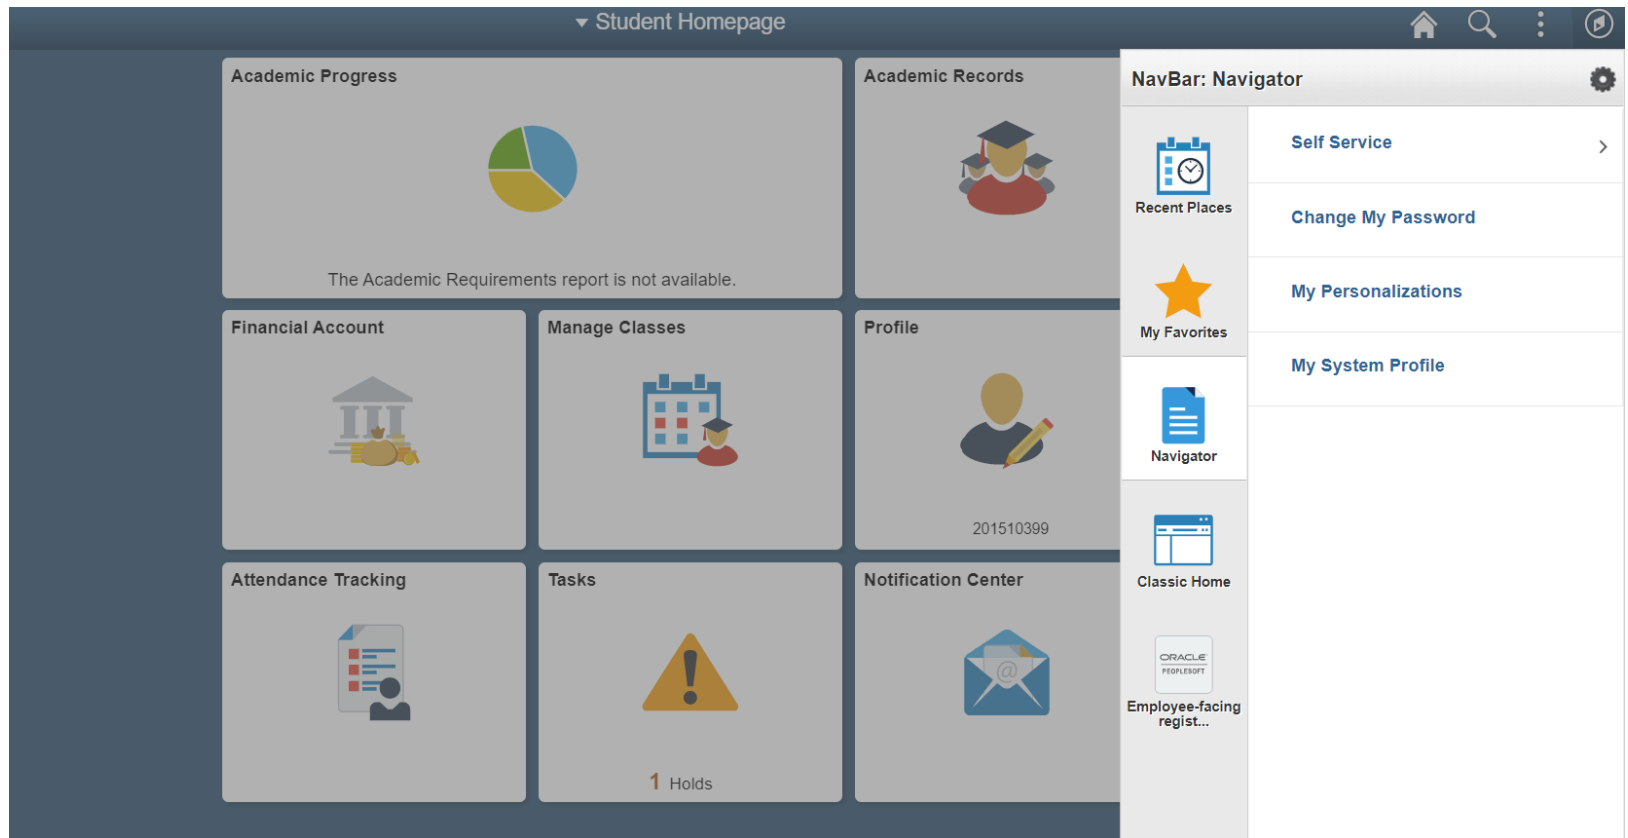 Student Homepage
Academic Progress
The Academic Requirements report is not available.
Academic Records
Financial Account
Manage Classes
Profile
201510399
Attendance Tracking
Tasks
1 Holds
Notification Center
@
NavBar: Navigator
Recent Places
My Favorites
Navigator
Classic Home
ORACLE
PEOPLESOFT
Employee-facing
regist...
Self Service
Change My Password
My Personalizations
My System Profile